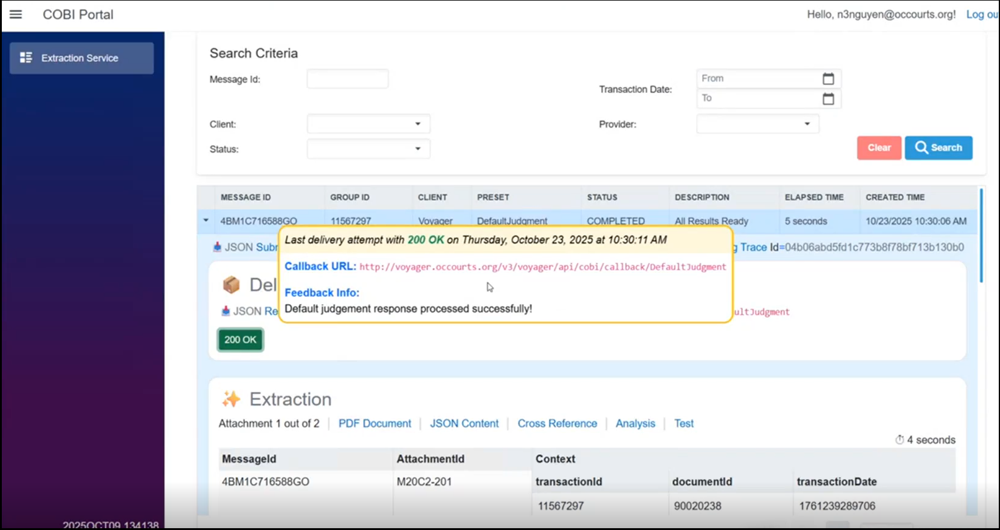 COBI Portal
Hello, n3nguyen@occourts.org! Log ou
Extraction Service
Search Criteria
Message Id:
Transaction Date:
From
To
Client:
Provider:
Status:
Clear
Search
MESSAGE ID GROUP ID CLIENT PRESET STATUS DESCRIPTION ELAPSED TIME CREATED TIME
4BM1C716588GO 11567297 Voyager DefaultJudgment COMPLETED All Results Ready 5 seconds 10/23/2025 10:30:06 AM
Last delivery attempt with 200 OK on Thursday, October 23, 2025 at 10:30:11 AM
JSON Subr
g Trace Id=04b06abd5fd1c773b8f78bf713b130b0
Callback URL: http://voyager.occourts.org/v3/voyager/api/cobi/callback/DefaultJudgment
Del
Feedback Info:
Default judgement response processed successfully!
JSON Re
ultJudgment
200 OK
Extraction
Attachment 1 out of 2 | PDF Document | JSON Content | Cross Reference | Analysis | Test
4 seconds
MessageId AttachmentId Context
4BM1C716588GO M20C2-201 transactionId documentId transactionDate
11567297 90020238 1761239289706
2025OCT09.134138